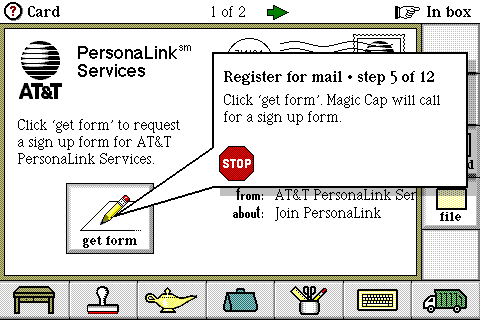 Card
1 of 2
In box
PersonaLink℠
Services
AT&T
Register for mail • step 5 of 12
Click ‘get form’. Magic Cap will call
for a sign up form.
STOP
Click ‘get form’ to request
a sign up form for AT&T
PersonaLink Services.
from: AT&T PersonaLink Ser
about: Join PersonaLink
get form
file